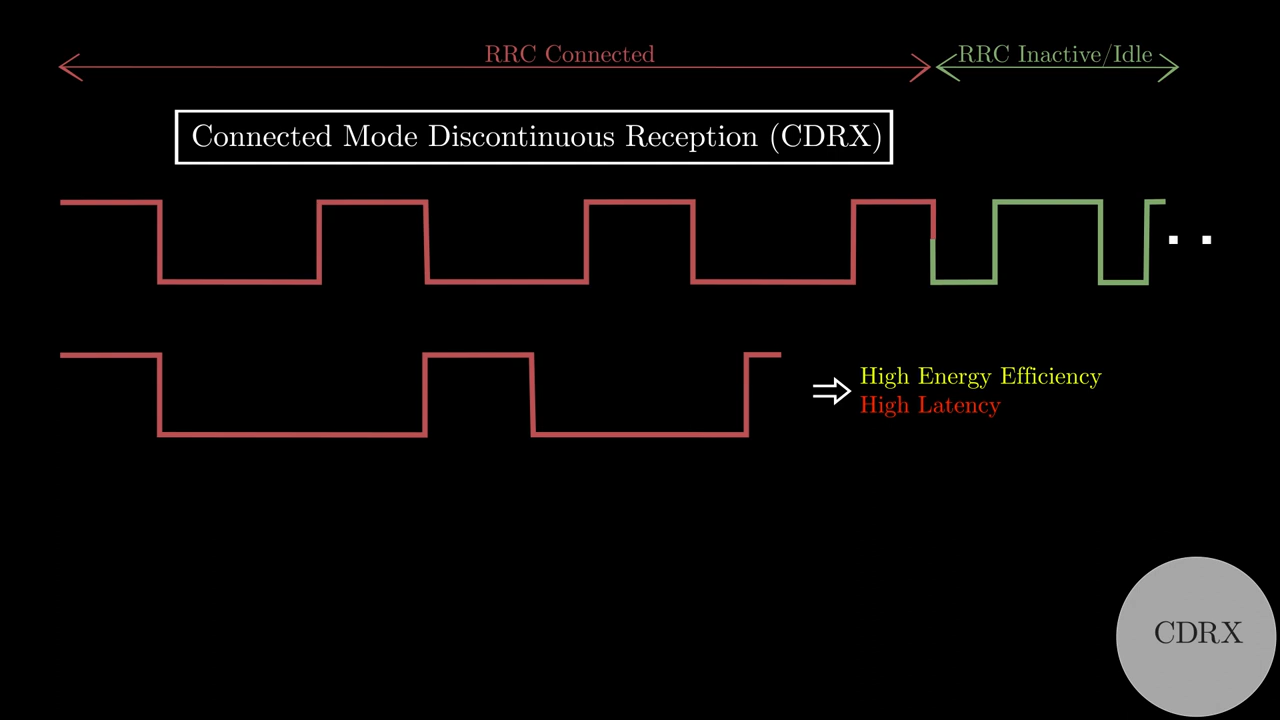 RRC Connected
RRC Inactive/Idle
Connected Mode Discontinuous Reception (CDRX)
High Energy Efficiency
High Latency
CDRX